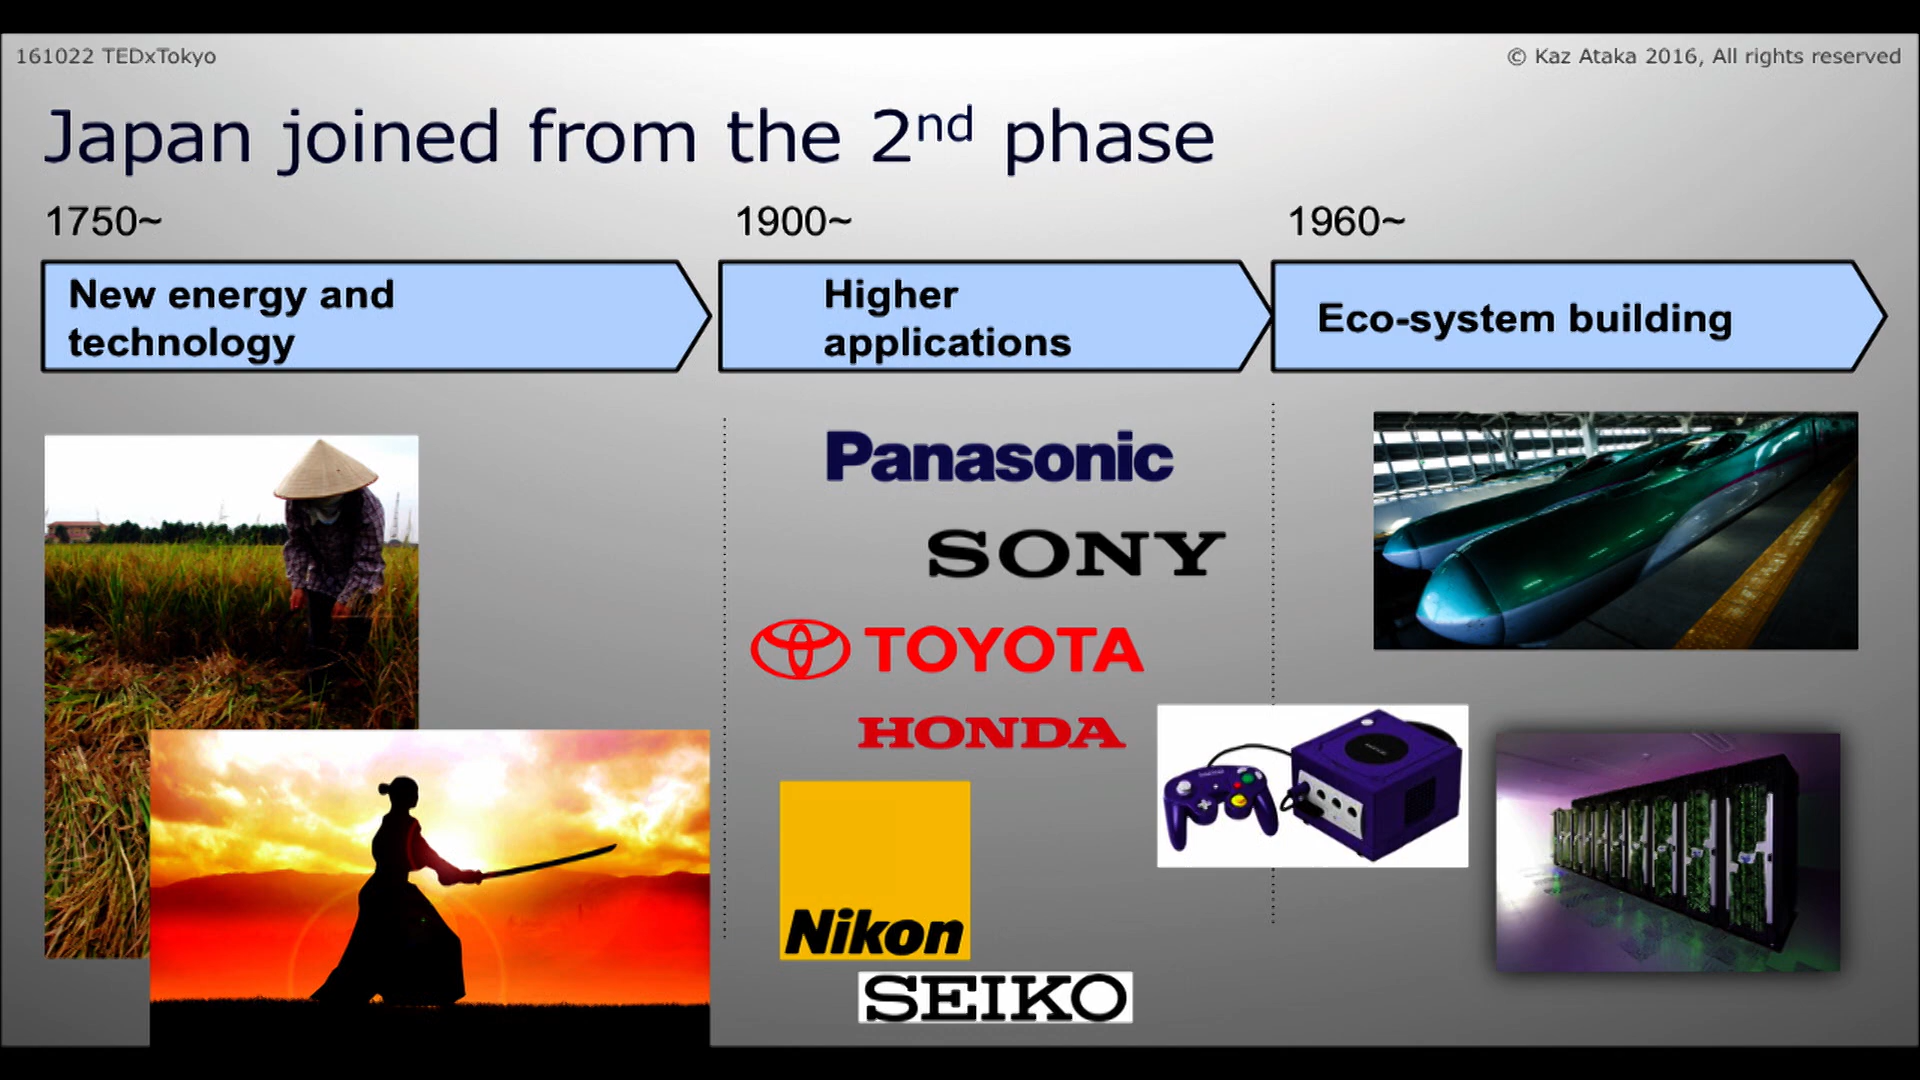 161022 TEDxTokyo
© Kaz Ataka 2016, All rights reserved
Japan joined from the 2nd phase
1750~
1900~
1960~
New energy and
technology
Higher
applications
Eco-system building
Panasonic
SONY
TOYOTA
HONDA
Nikon
SEIKO